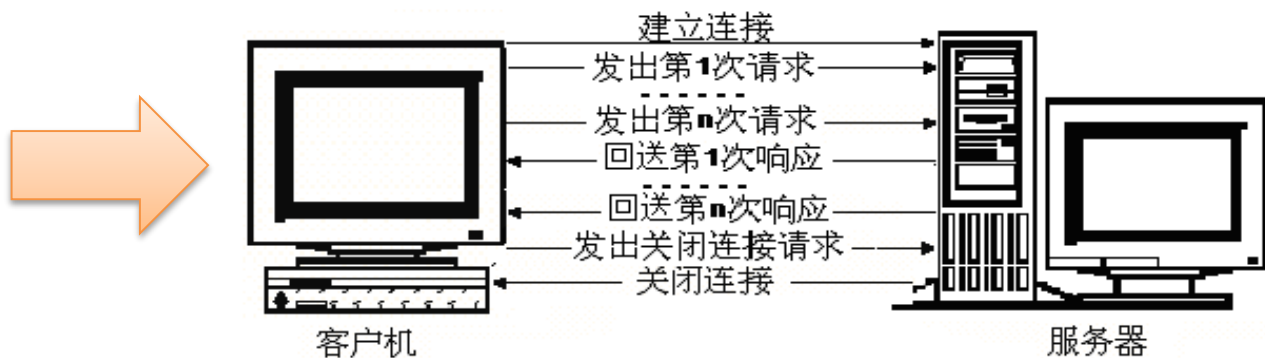 建立连接
发出第1次请求
发出第n次请求
回送第1次响应
回送第n次响应
发出关闭连接请求
关闭连接
客户机
服务器